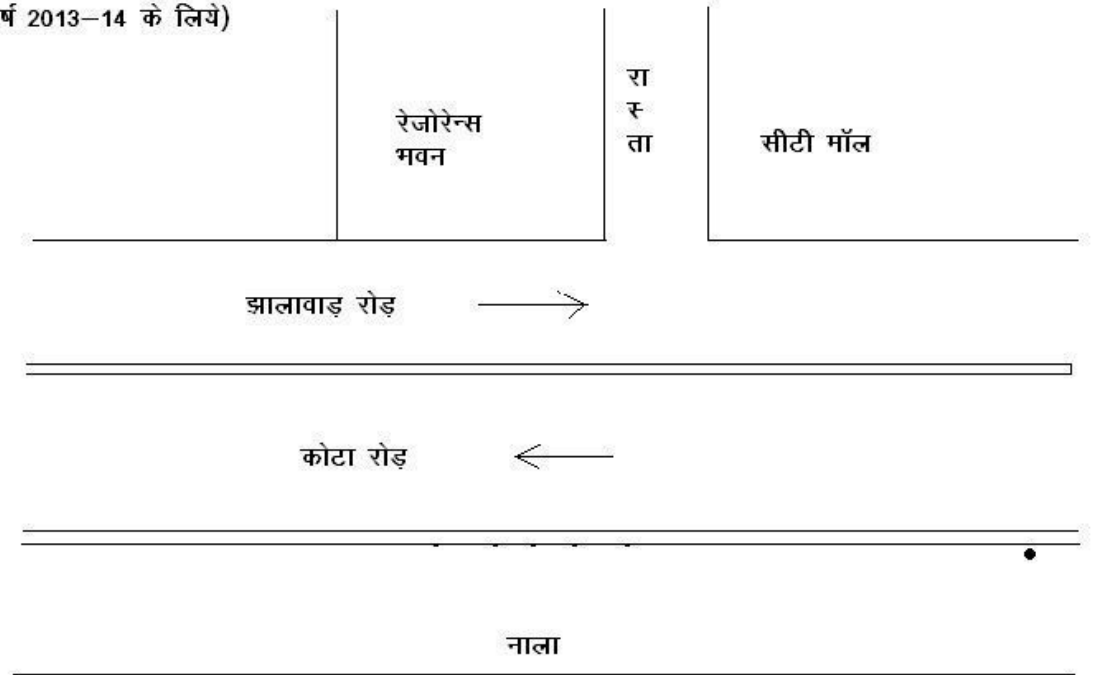 र्ष 2013–14 के लिये)
रेजोरेन्स
भवन
रा
स्
ता
सीटी मॉल
झालावाड़ रोड़
कोटा रोड़
नाला